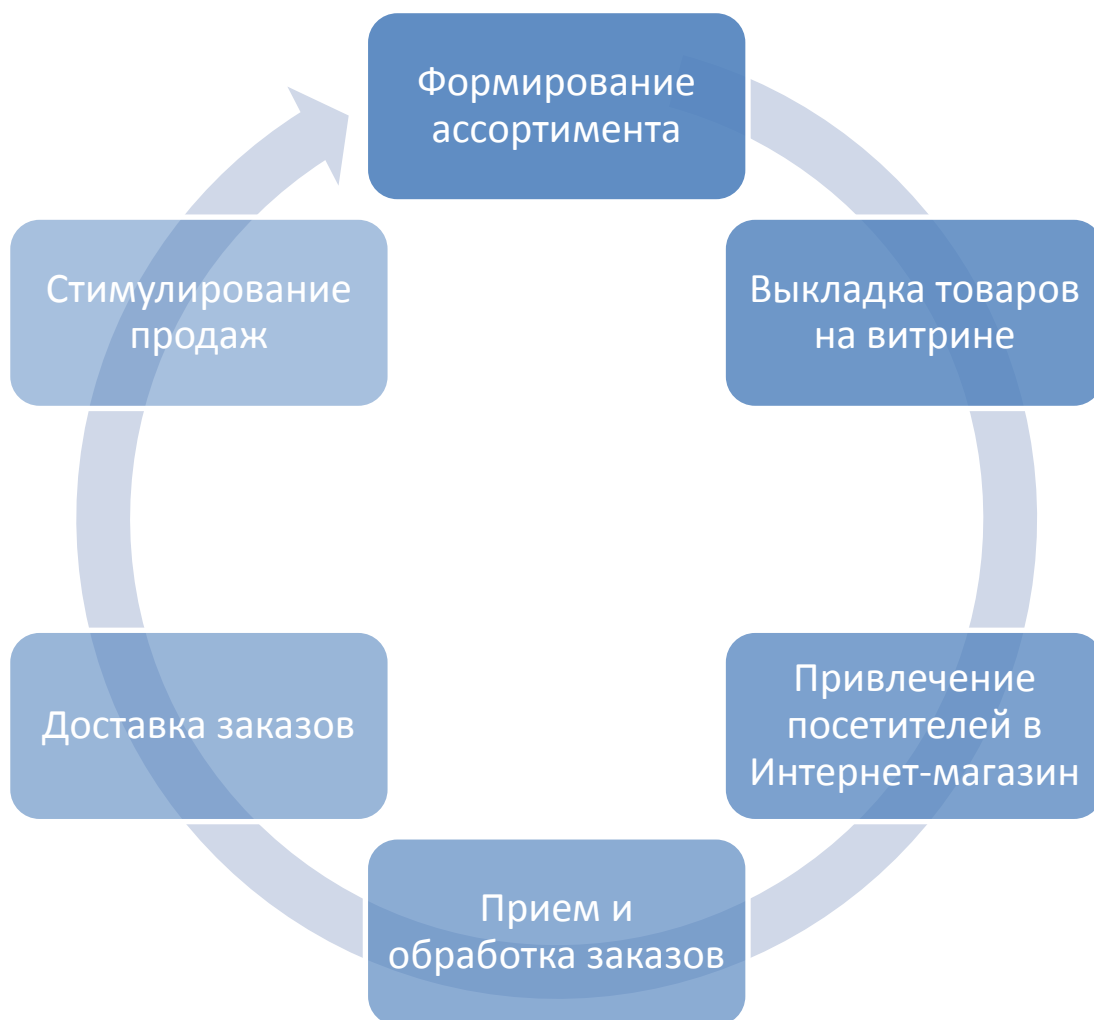 Формирование
ассортимента
Выкладка товаров
на витрине
Привлечение
посетителей в
Интернет-магазин
Прием и
обработка заказов
Доставка заказов
Стимулирование
продаж